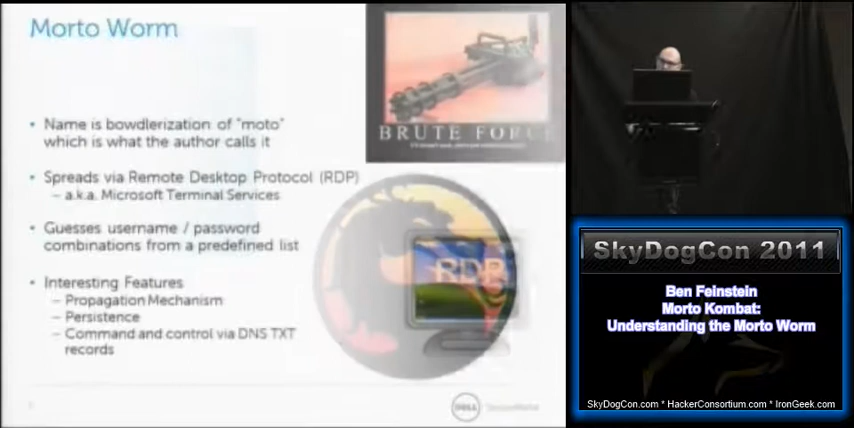 Morto Worm
BRUTE FORCE
• Name is bowdlerization of "moto"
which is what the author calls it
• Spreds via Remote Desktop Protocol (RDP)
– a.k.a. Microsoft Terminal Services
• Guesses username / password
combinations from a predefined list
• Interesting Features
– Propagation Mechanism
– Persistence
– Command and control via DNS TXT
records
RDP
DELL
SkyDogCon 2011
Ben Feinstein
Morto Kombat:
Understanding the Morto Worm
SkyDogCon.com * HackerConsortium.com * IronGeek.com